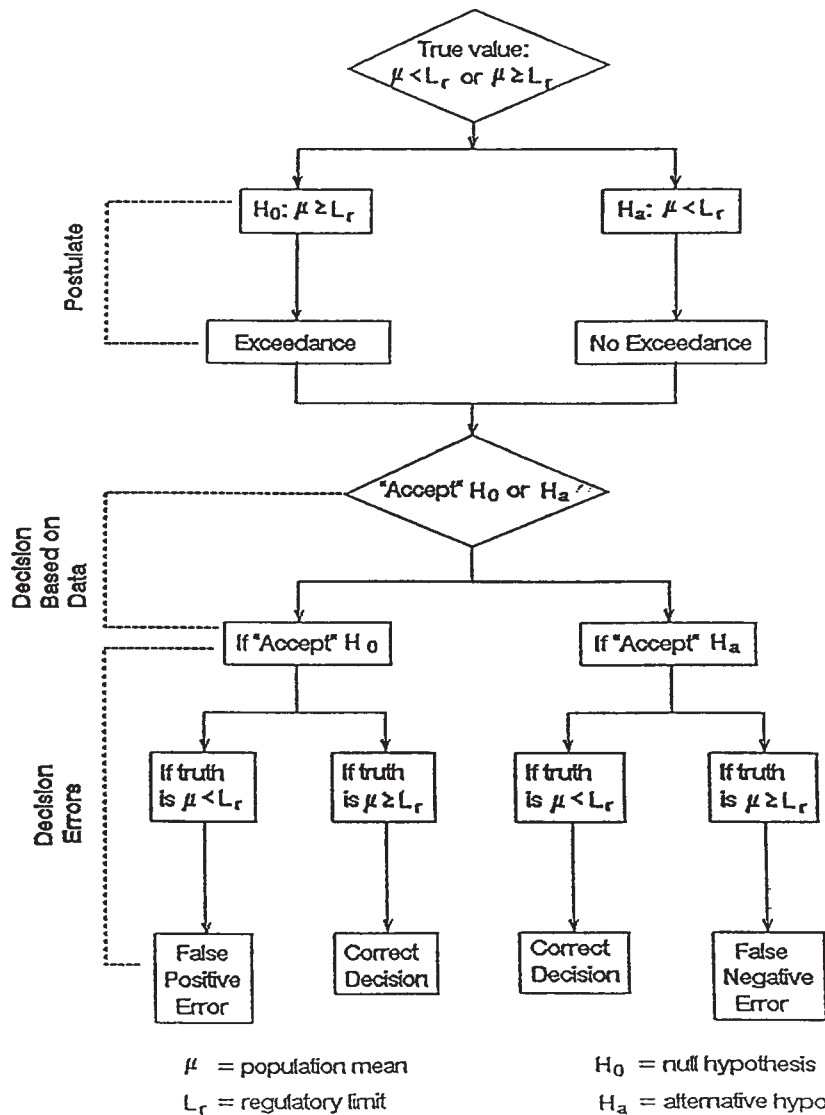 True value:
μ < Lr or μ ≥ Lr
H0: μ ≥ Lr
Ha: μ < Lr
Postulate
Exceedance
No Exceedance
"Accept" H0 or Ha
Decision
Based on
Data
If "Accept" H0
If "Accept" Ha
If truth
is μ < Lr
If truth
is μ ≥ Lr
If truth
is μ < Lr
If truth
is μ ≥ Lr
Decision
Errors
False
Positive
Error
Correct
Decision
Correct
Decision
False
Negative
Error
μ = population mean
H0 = null hypothesis
Lr = regulatory limit
Ha = alternative hypo